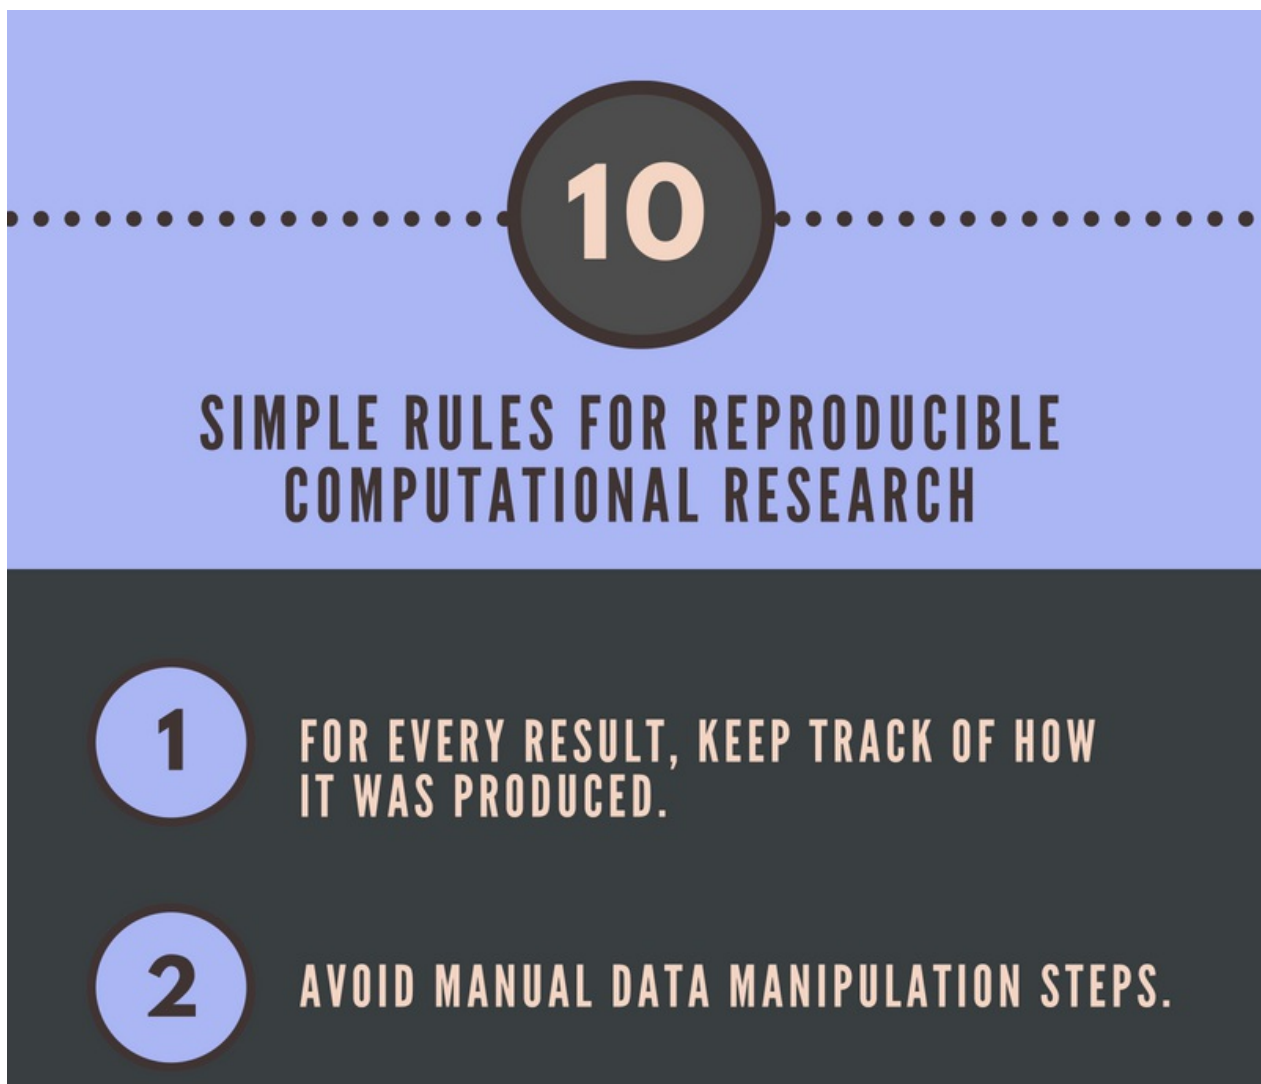 10
SIMPLE RULES FOR REPRODUCIBLE
COMPUTATIONAL RESEARCH
1
FOR EVERY RESULT, KEEP TRACK OF HOW
IT WAS PRODUCED.
2
AVOID MANUAL DATA MANIPULATION STEPS.